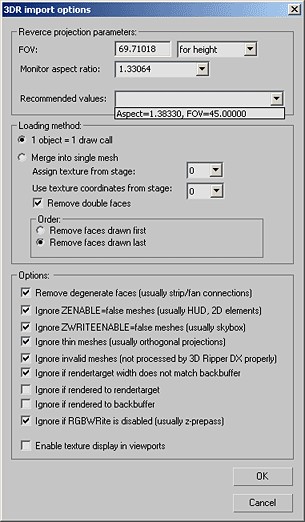 3DR import options
Reverce projection parameters:
FOV: 69.71018 for height
Monitor aspect ratio: 1.33064
Recommended values:
Aspect=1.38330, FOV=45.00000
Loading method:
1 object = 1 draw call
Merge into single mesh
Assign texture from stage: 0
Use texture coordinates from stage: 0
Remove double faces
Order:
Remove faces drawn first
Remove faces drawn last
Options:
Remove degenerate faces (usually strip/fan connections)
Ignore ZENABLE=false meshes (usually HUD, 2D elements)
Ignore ZWRITEENABLE=false meshes (usually skybox)
Ignore thin meshes (usually orthogonal projections)
Ignore invalid meshes (not processed by 3D Ripper DX properly)
Ignore if rendertarget width does not match backbuffer
Ignore if rendered to rendertarget
Ignore if rendered to backbuffer
Ignore if RGBWRite is disabled (usually z-prepass)
Enable texture display in viewports
OK
Cancel